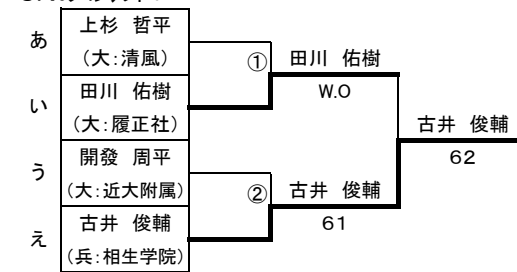 あ
上杉 哲平
(大:清風)
い
田川 佑樹
(大:履正社)
う
開發 周平
(大:近大附属)
え
古井 俊輔
(兵:相生学院)
①
田川 佑樹
W.O
②
古井 俊輔
61
古井 俊輔
62